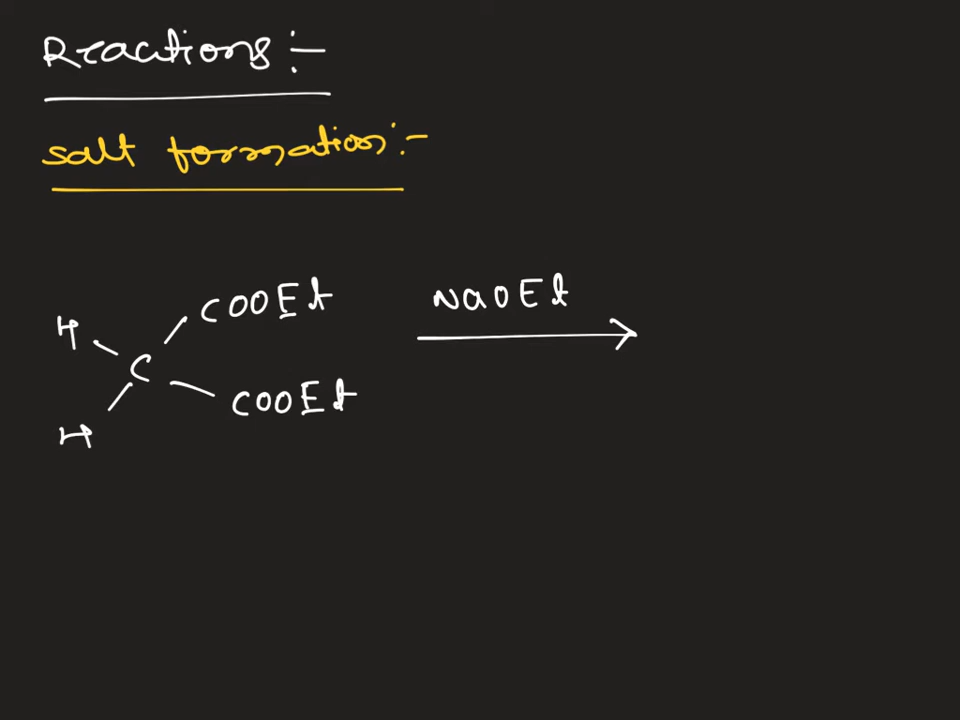 Reactions:-
Salt formation:-
COOEt
NaOEt
H
C
COOEt
H